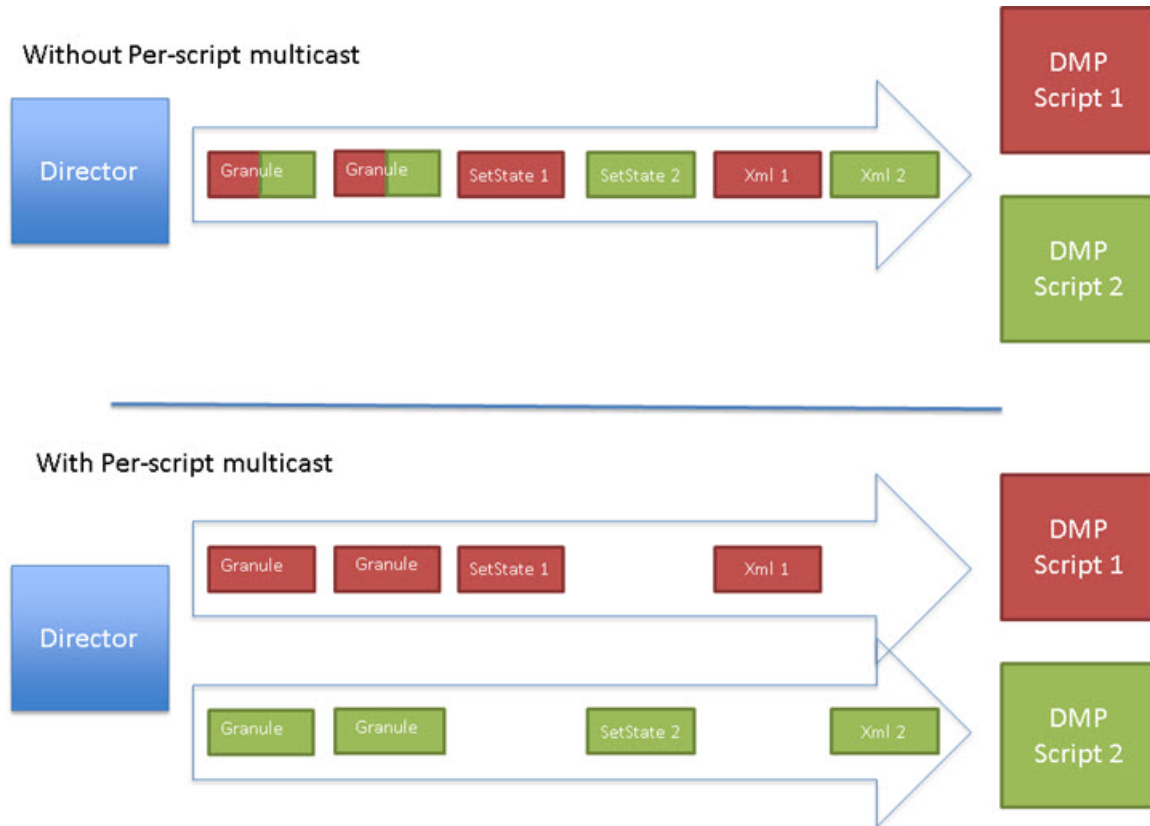 Without Per-script multicast
Director
Granule
Granule
SetState 1
SetState 2
Xml 1
Xml 2
DMP
Script 1
DMP
Script 2
With Per-script multicast
Director
Granule
Granule
SetState 1
Xml 1
DMP
Script 1
Granule
Granule
SetState 2
Xml 2
DMP
Script 2